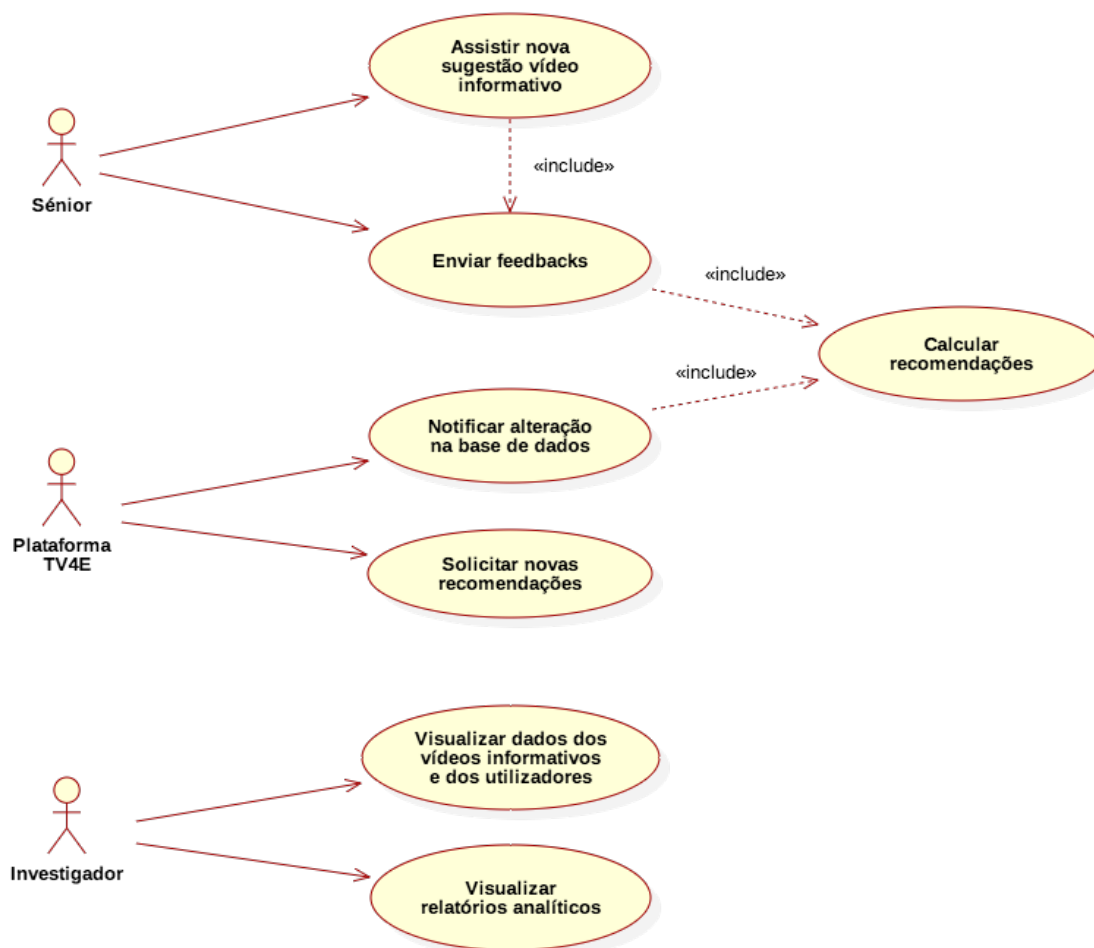 Assistir nova
sugestão vídeo
informativo
«include»
Sénior
Enviar feedbacks
«include»
Calcular
recomendações
«include»
Notificar alteração
na base de dados
Plataforma
TV4E
Solicitar novas
recomendações
Visualizar dados dos
vídeos informativos
e dos utilizadores
Investigador
Visualizar
relatórios analíticos